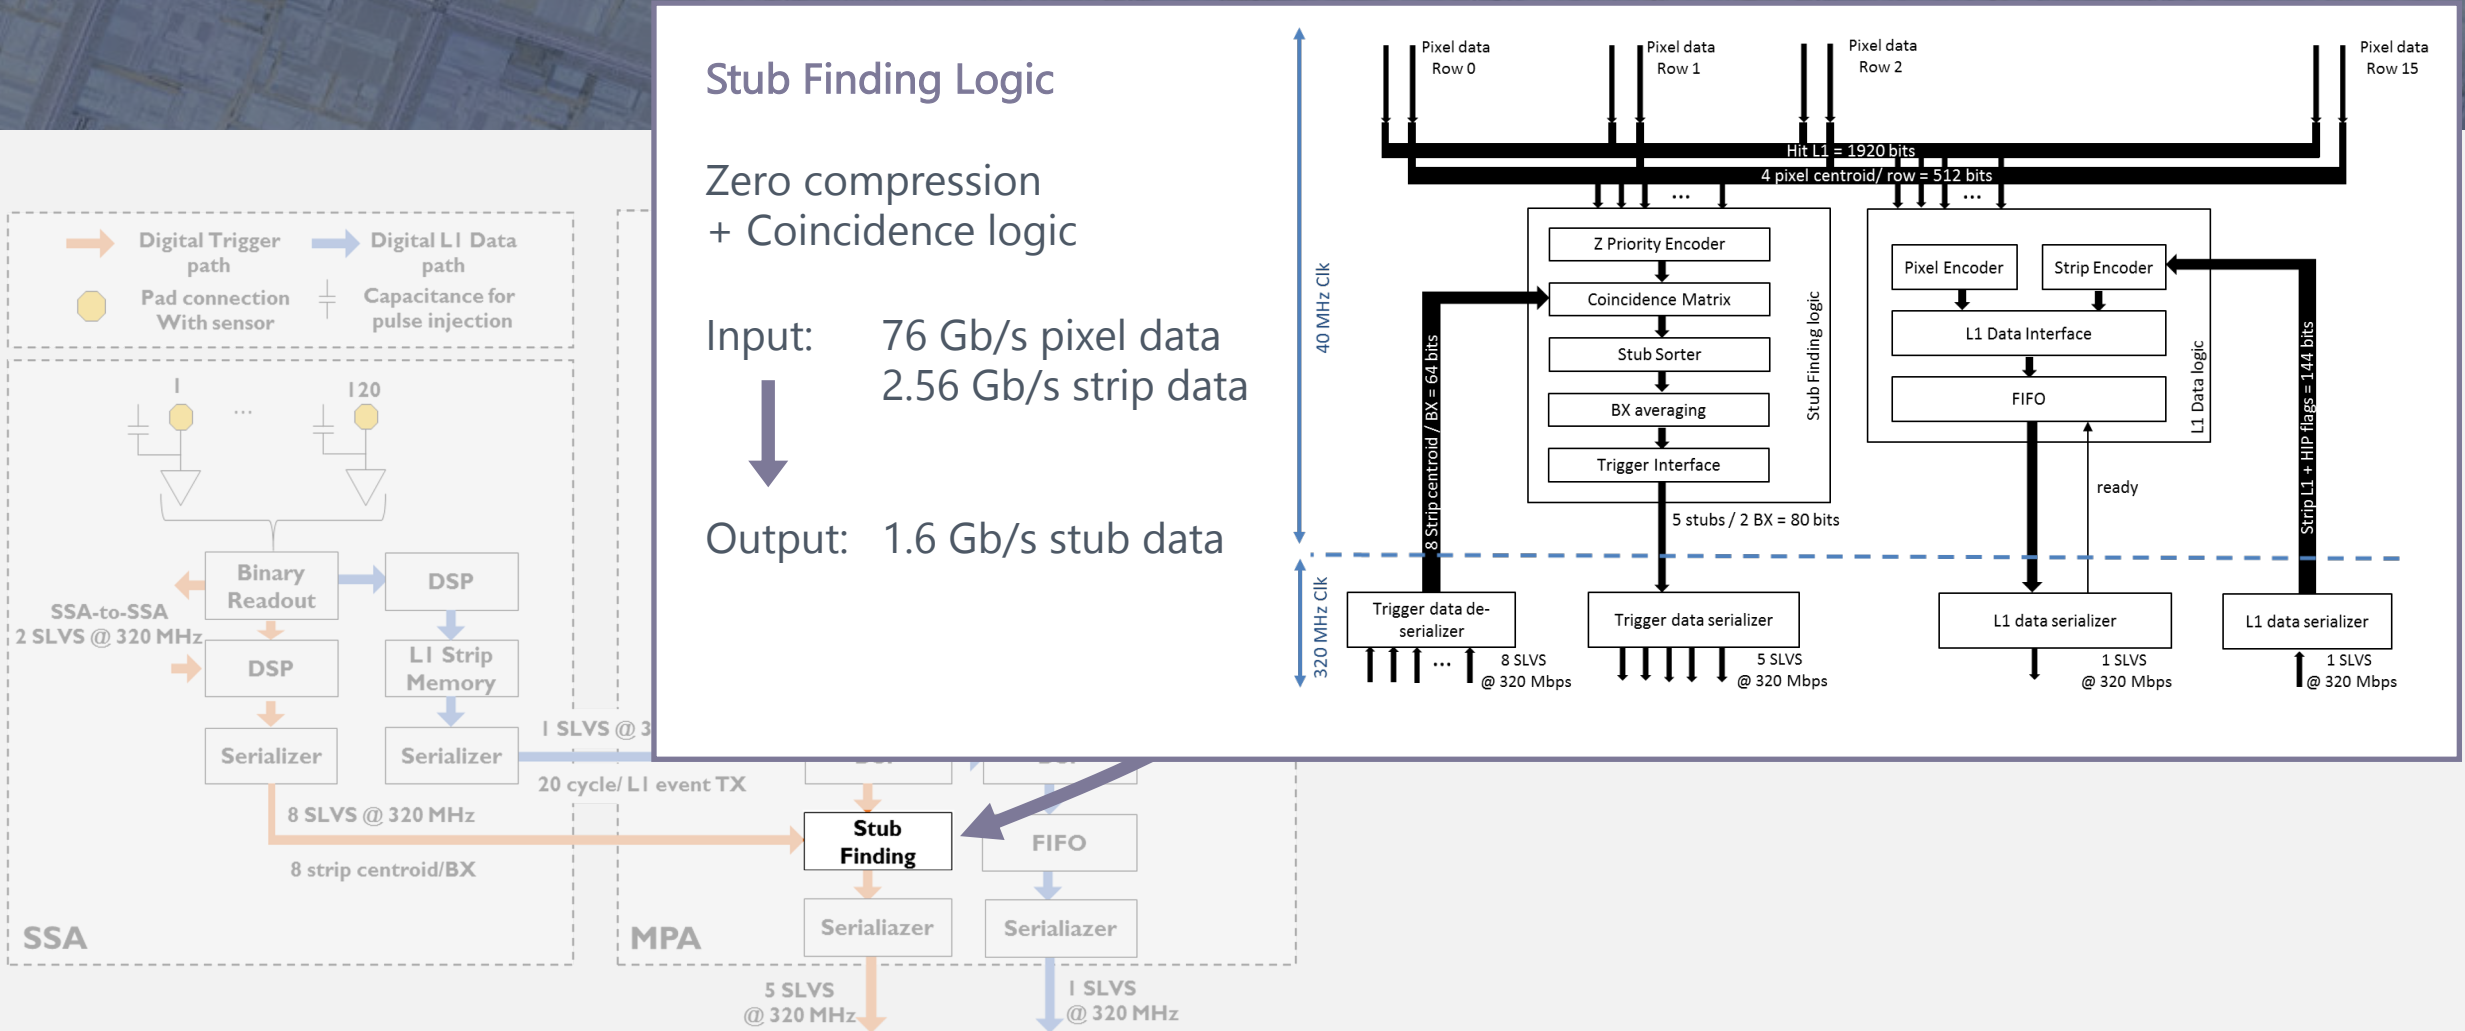 Stub Finding Logic
Zero compression
+ Coincidence logic
Input: 76 Gb/s pixel data
2.56 Gb/s strip data
Output: 1.6 Gb/s stub data
40 MHz Clk
320 MHz Clk
Pixel data
Row 0
Pixel data
Row 1
Pixel data
Row 2
Pixel data
Row 15
Hit L1 = 1920 bits
4 pixel centroid/ row = 512 bits
...
...
Z Priority Encoder
Coincidence Matrix
Stub Sorter
BX averaging
Trigger Interface
Stub Finding logic
Pixel Encoder
Strip Encoder
L1 Data Interface
FIFO
L1 Data logic
8 Strip centroid / BX = 64 bits
Strip L1 + HIP flags = 144 bits
ready
5 stubs / 2 BX = 80 bits
Trigger data de-
serializer
Trigger data serializer
L1 data serializer
L1 data serializer
...
8 SLVS
@ 320 Mbps
5 SLVS
@ 320 Mbps
1 SLVS
@ 320 Mbps
1 SLVS
@ 320 Mbps
Digital Trigger
path
Digital L1 Data
path
Pad connection
With sensor
Capacitance for
pulse injection
1
...
120
Binary
Readout
DSP
SSA-to-SSA
2 SLVS @ 320 MHz
DSP
L1 Strip
Memory
Serializer
Serializer
1 SLVS @ 3
20 cycle/ L1 event TX
8 SLVS @ 320 MHz
8 strip centroid/BX
Stub
Finding
FIFO
Serialiazer
Serialiazer
SSA
MPA
5 SLVS
@ 320 MHz
1 SLVS
@ 320 MHz